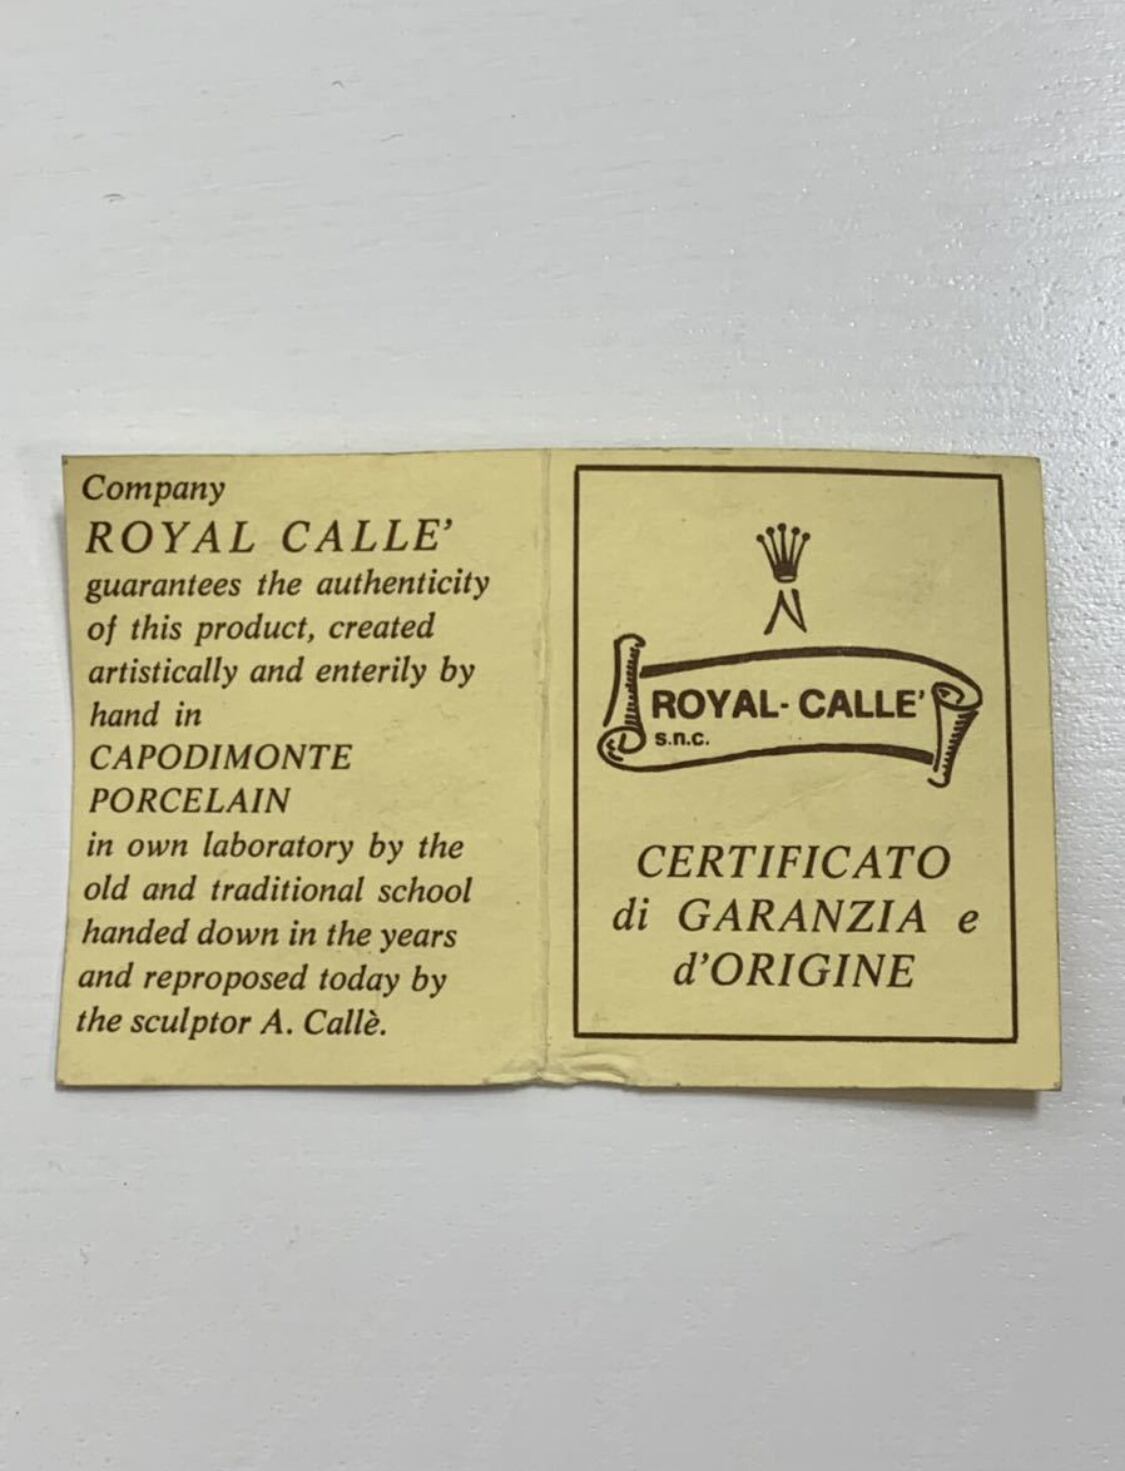 Company
ROYAL CALLE'
guarantees the authenticity
of this product, created
artistically and enterily by
hand in
CAPODIMONTE
PORCELAIN
in own laboratory by the
old and traditional school
handed down in the years
and reproposed today by
the sculptor A. Callè.
N
ROYAL-CALLE'
s.n.c.
CERTIFICATO
di GARANZIA e
d'ORIGINE